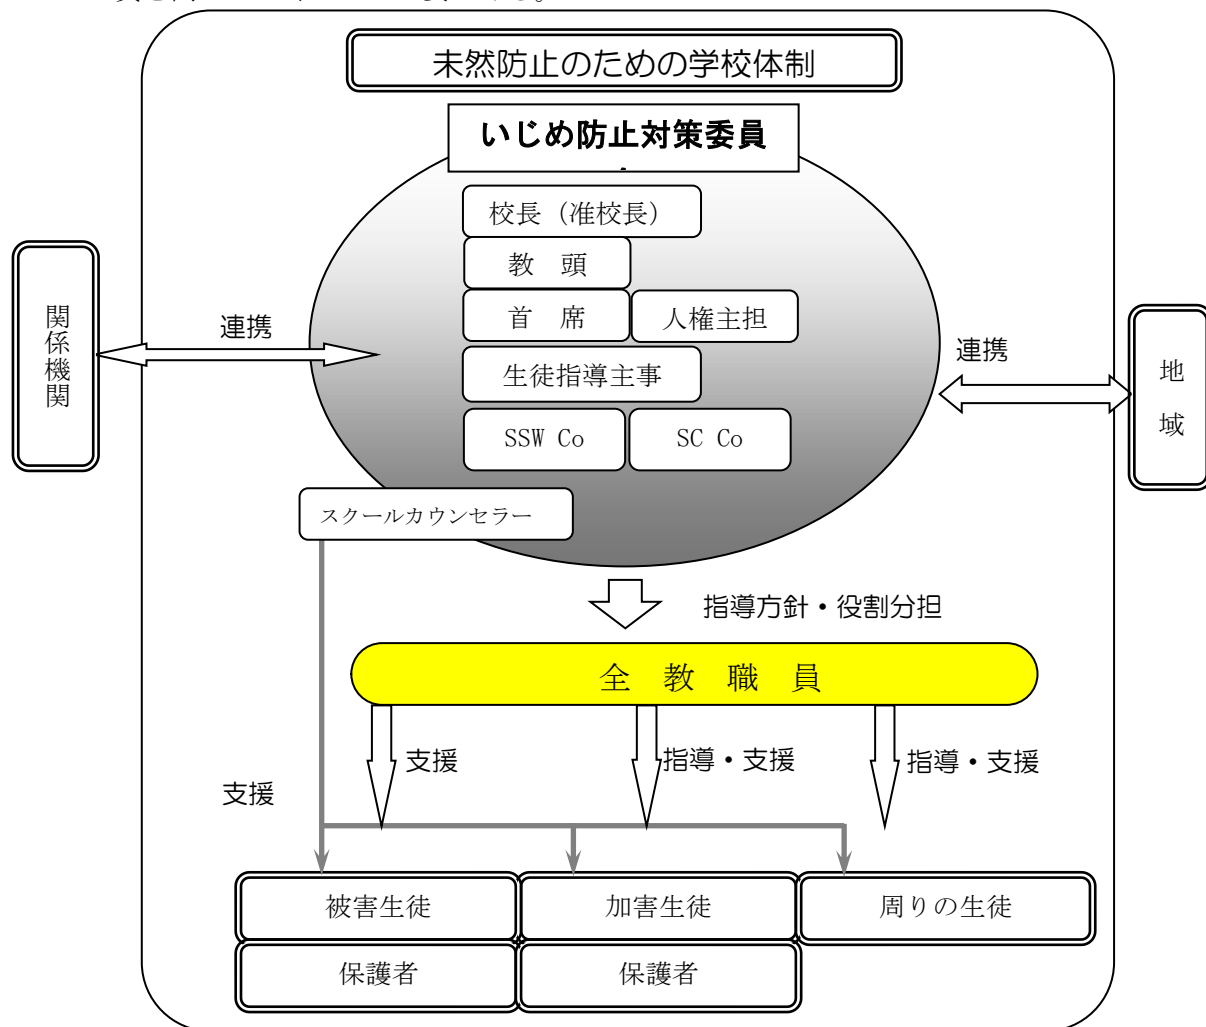 未然防止のための学校体制
いじめ防止対策委員
校長（准校長）
教　頭
首　席
人権主担
生徒指導主事
SSW Co
SC Co
スクールカウンセラー
関係機関
連携
連携
地域
指導方針・役割分担
全　教　職　員
支援
指導・支援
指導・支援
支援
被害生徒
加害生徒
周りの生徒
保護者
保護者